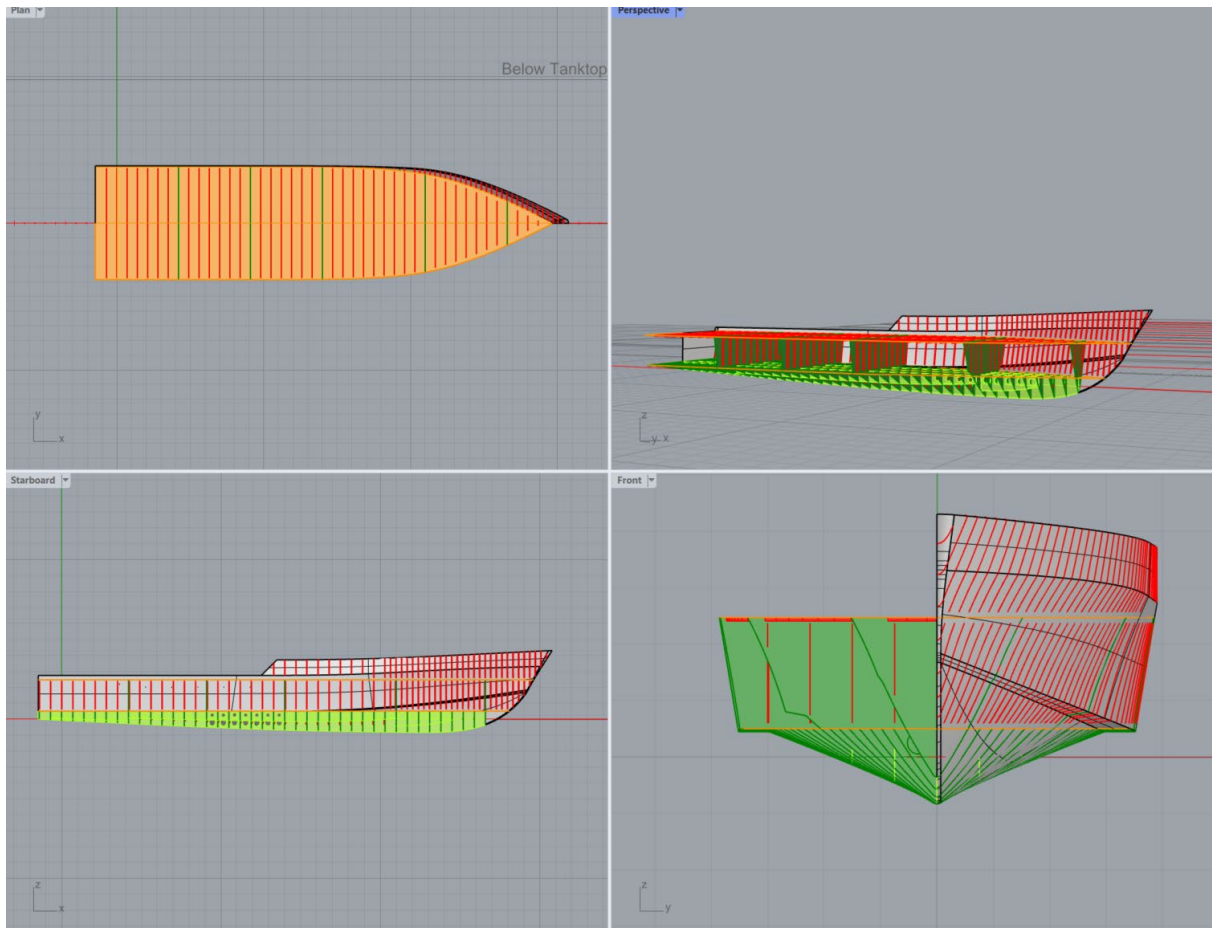 Plan
Perspective
Below Tanktop
y
x
z
y x
Starboard
Front
z
x
z
y